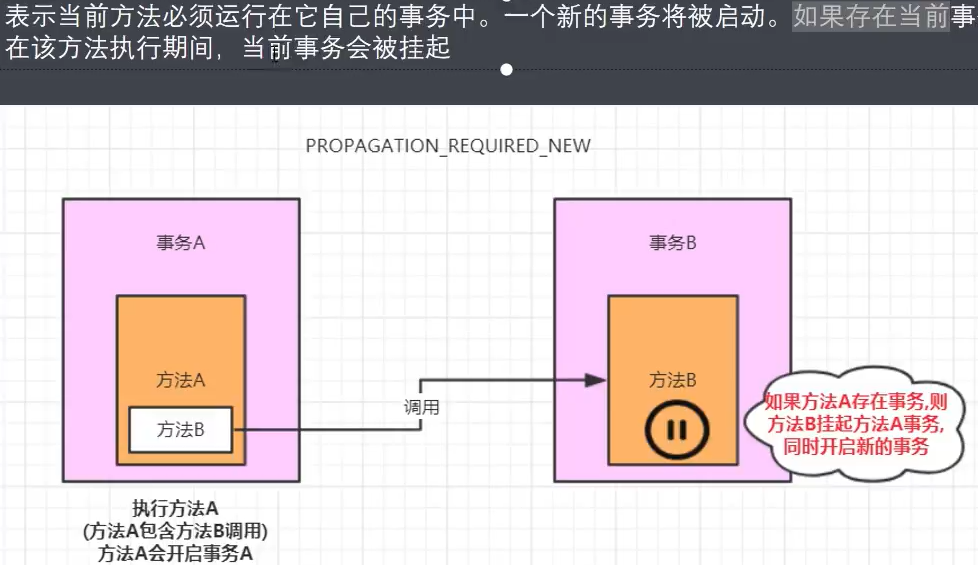 表示当前方法必须运行在它自己的事务中。一个新的事务将被启动。如果存在当前事
在该方法执行期间，当前事务会被挂起
PROPAGATION_REQUIRED_NEW
事务A
事务B
方法A
方法B
调用
方法B
如果方法A存在事务,则
方法B挂起方法A事务,
同时开启新的事务
执行方法A
(方法A包含方法B调用)
方法A会开启事务A